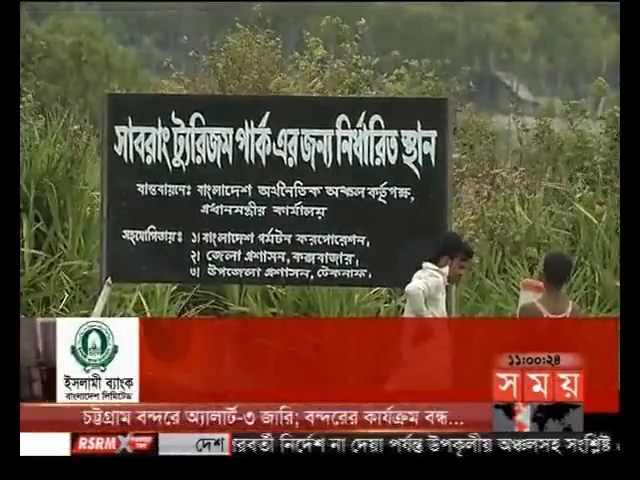 সাবরাং ট্যুরিজম পার্ক এর জন্য নির্ধারিত স্থান
বাস্তবায়নেঃ বাংলাদেশ অর্থনৈতিক অঞ্চল কর্তৃপক্ষ,
প্রধানমন্ত্রীর কার্যালয়
সহযোগিতায়ঃ ১। বাংলাদেশ পর্যটন করপোরেশন,
২। জেলা প্রশাসন, কক্সবাজার,
৩। উপজেলা প্রশাসন, টেকনাফ,
ইসলামী ব্যাংক
বাংলাদেশ লিমিটেড
১১:০০:২৪
সময়
চট্টগ্রাম বন্দরে অ্যালার্ট-৩ জারি; বন্দরের কার্যক্রম বন্ধ...
RSRM
দেশ
রবর্তী নির্দেশ না দেয়া পর্যন্ত উপকূলীয় অঞ্চলসহ সংশ্লিষ্ট